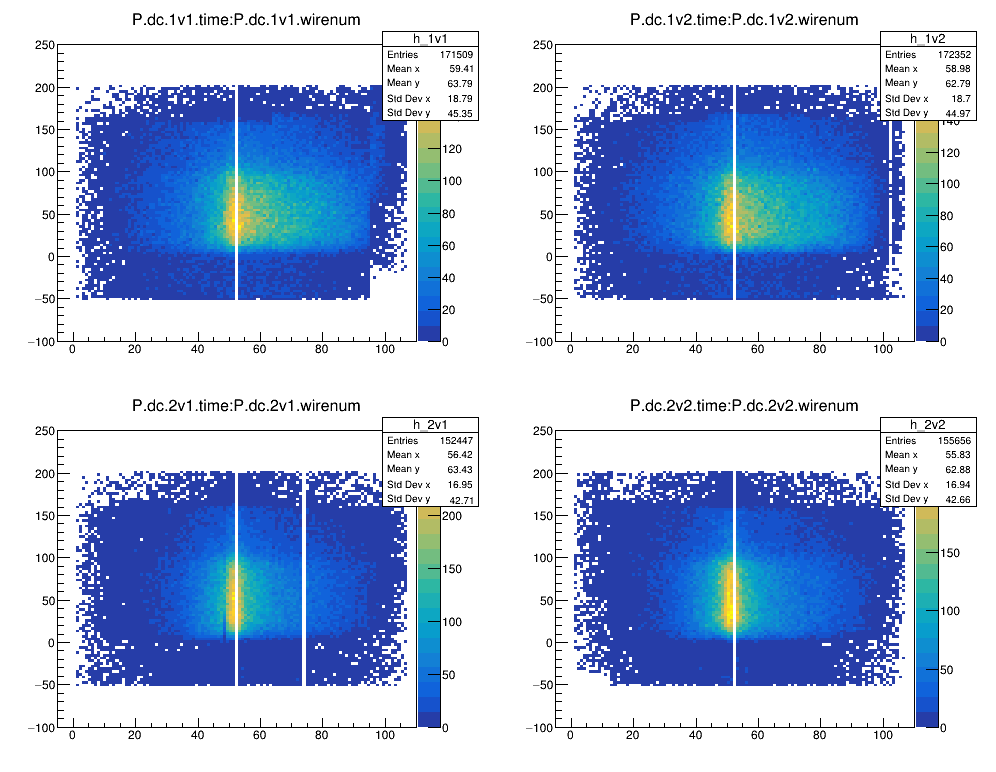 P.dc.1v1.time:P.dc.1v1.wirenum
h_1v1
Entries 171509
Mean x 59.41
Mean y 63.79
Std Dev x 18.79
Std Dev y 45.35
250
200
150
100
50
0
−50
−100
0 20 40 60 80 100
120
100
80
60
40
20
0
P.dc.1v2.time:P.dc.1v2.wirenum
h_1v2
Entries 172352
Mean x 58.98
Mean y 62.79
Std Dev x 18.7
Std Dev y 44.97
250
200
150
100
50
0
−50
−100
0 20 40 60 80 100
140
120
100
80
60
40
20
0
P.dc.2v1.time:P.dc.2v1.wirenum
h_2v1
Entries 152447
Mean x 56.42
Mean y 63.43
Std Dev x 16.95
Std Dev y 42.71
250
200
150
100
50
0
−50
−100
0 20 40 60 80 100
200
150
100
50
0
P.dc.2v2.time:P.dc.2v2.wirenum
h_2v2
Entries 155656
Mean x 55.83
Mean y 62.88
Std Dev x 16.94
Std Dev y 42.66
250
200
150
100
50
0
−50
−100
0 20 40 60 80 100
150
100
50
0